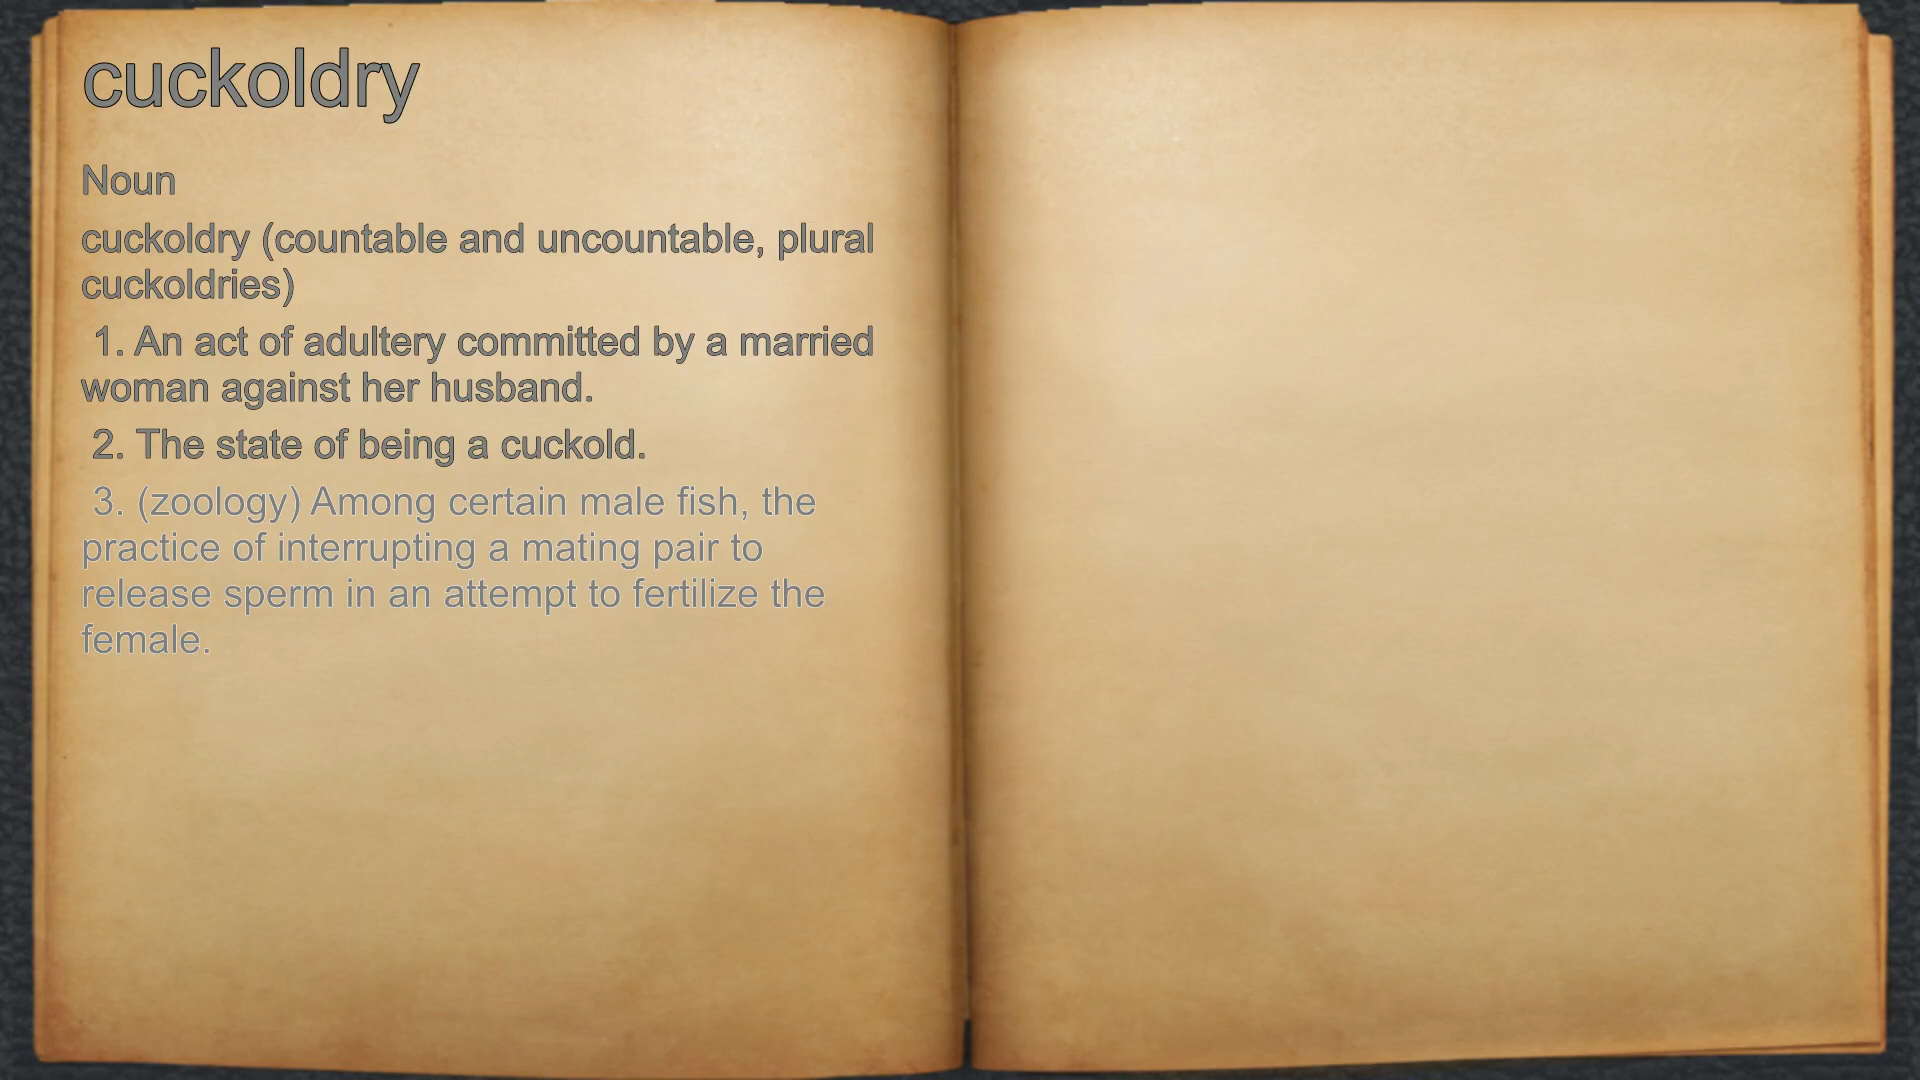 cuckoldry
Noun
cuckoldry (countable and uncountable, plural
cuckoldries)
1. An act of adultery committed by a married
woman against her husband.
2. The state of being a cuckold.
3. (zoology) Among certain male fish, the
practice of interrupting a mating pair to
release sperm in an attempt to fertilize the
female.